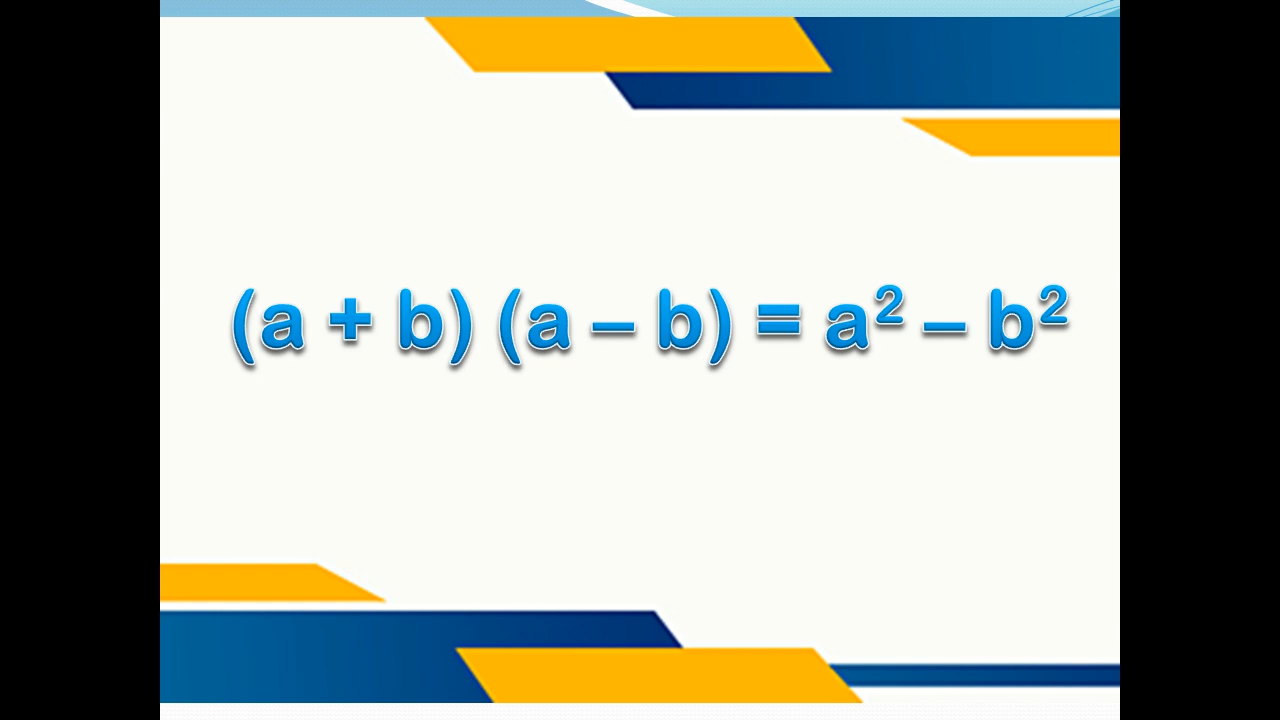 (a + b) (a – b) = a² – b²